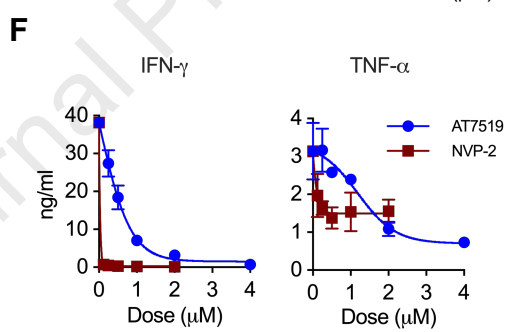 F
IFN-γ
TNF-α
AT7519
NVP-2
ng/ml
40
30
20
10
0
0 1 2 3 4
Dose (μM)
4
3
2
1
0
0 1 2 3 4
Dose (μM)